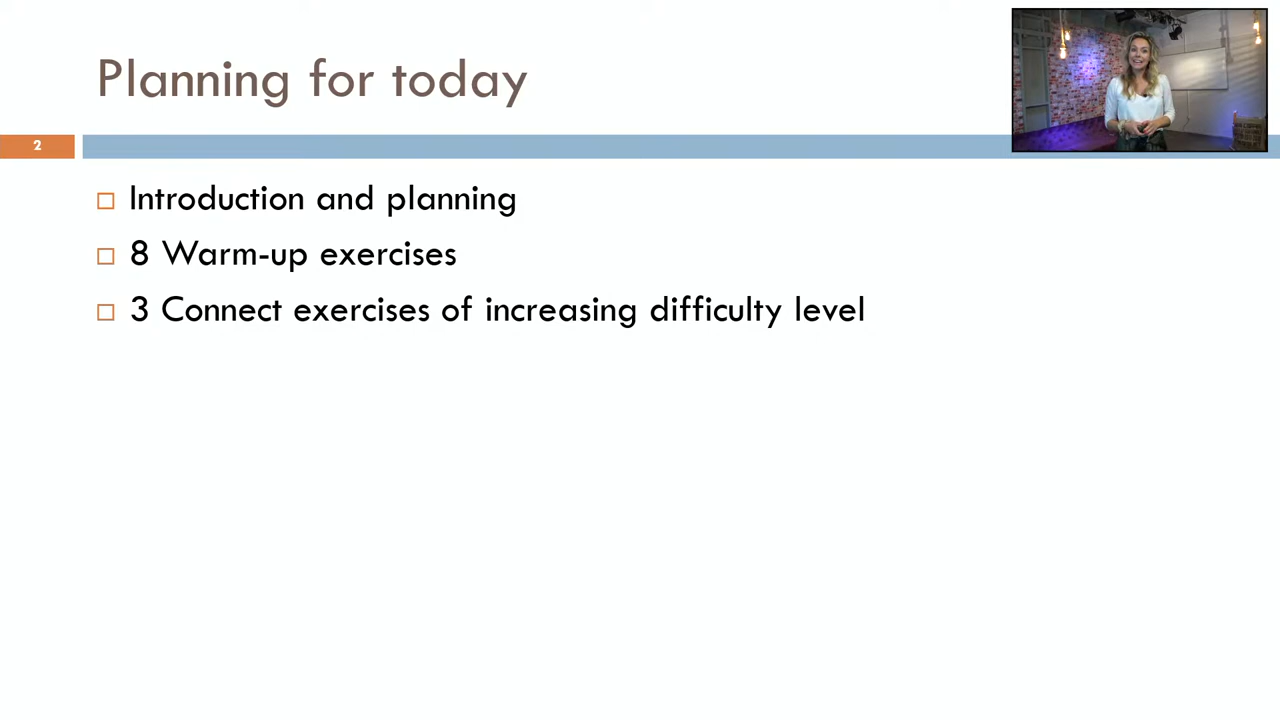 Planning for today
2
Introduction and planning
8 Warm-up exercises
3 Connect exercises of increasing difficulty level